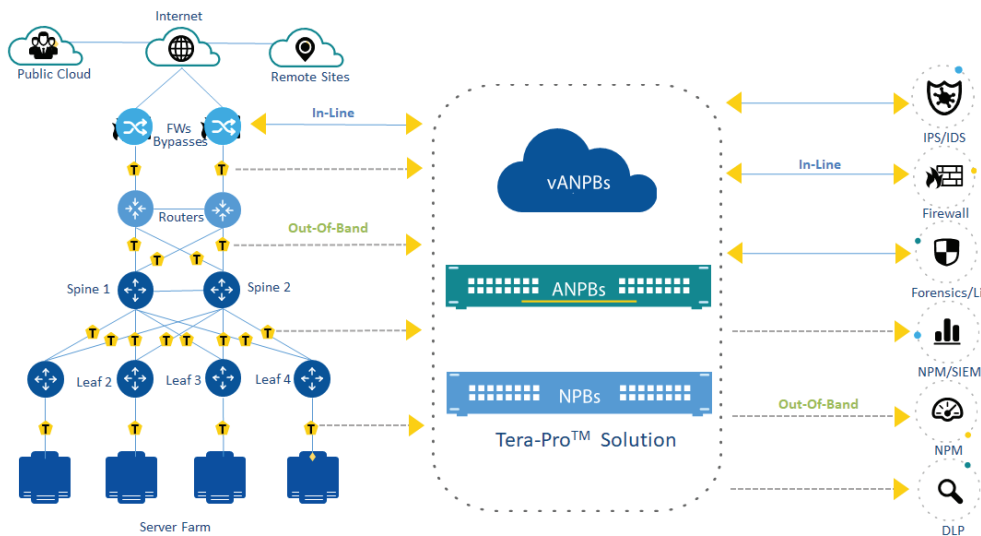 Internet
Public Cloud
Remote Sites
FWs
Bypasses
In-Line
T
T
Routers
Out-Of-Band
T
T
T
T
Spine 1
Spine 2
T
T
T
T
T
T
T
Leaf 2
Leaf 3
Leaf 4
T
T
T
T
Server Farm
vANPBs
ANPBs
NPBs
Tera-Pro™ Solution
IPS/IDS
In-Line
Firewall
Forensics/LI
NPM/SIEM
Out-Of-Band
NPM
DLP